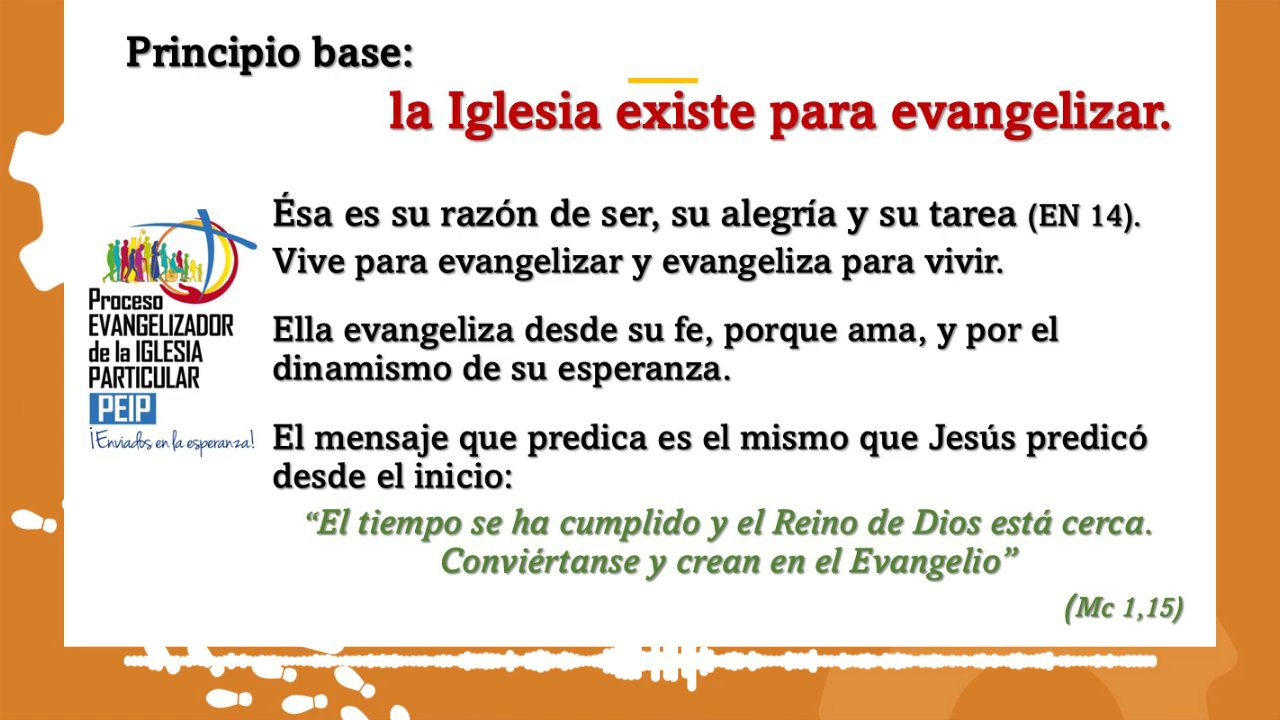 Principio base:
la Iglesia existe para evangelizar.
Ésa es su razón de ser, su alegría y su tarea (EN 14).
Vive para evangelizar y evangeliza para vivir.
Proceso
EVANGELIZADOR
de la IGLESIA
PARTICULAR
PEIP
¡Enviados en la esperanza!
Ella evangeliza desde su fe, porque ama, y por el
dinamismo de su esperanza.
El mensaje que predica es el mismo que Jesús predicó
desde el inicio:
“El tiempo se ha cumplido y el Reino de Dios está cerca.
Conviértanse y crean en el Evangelio”
(Mc 1,15)